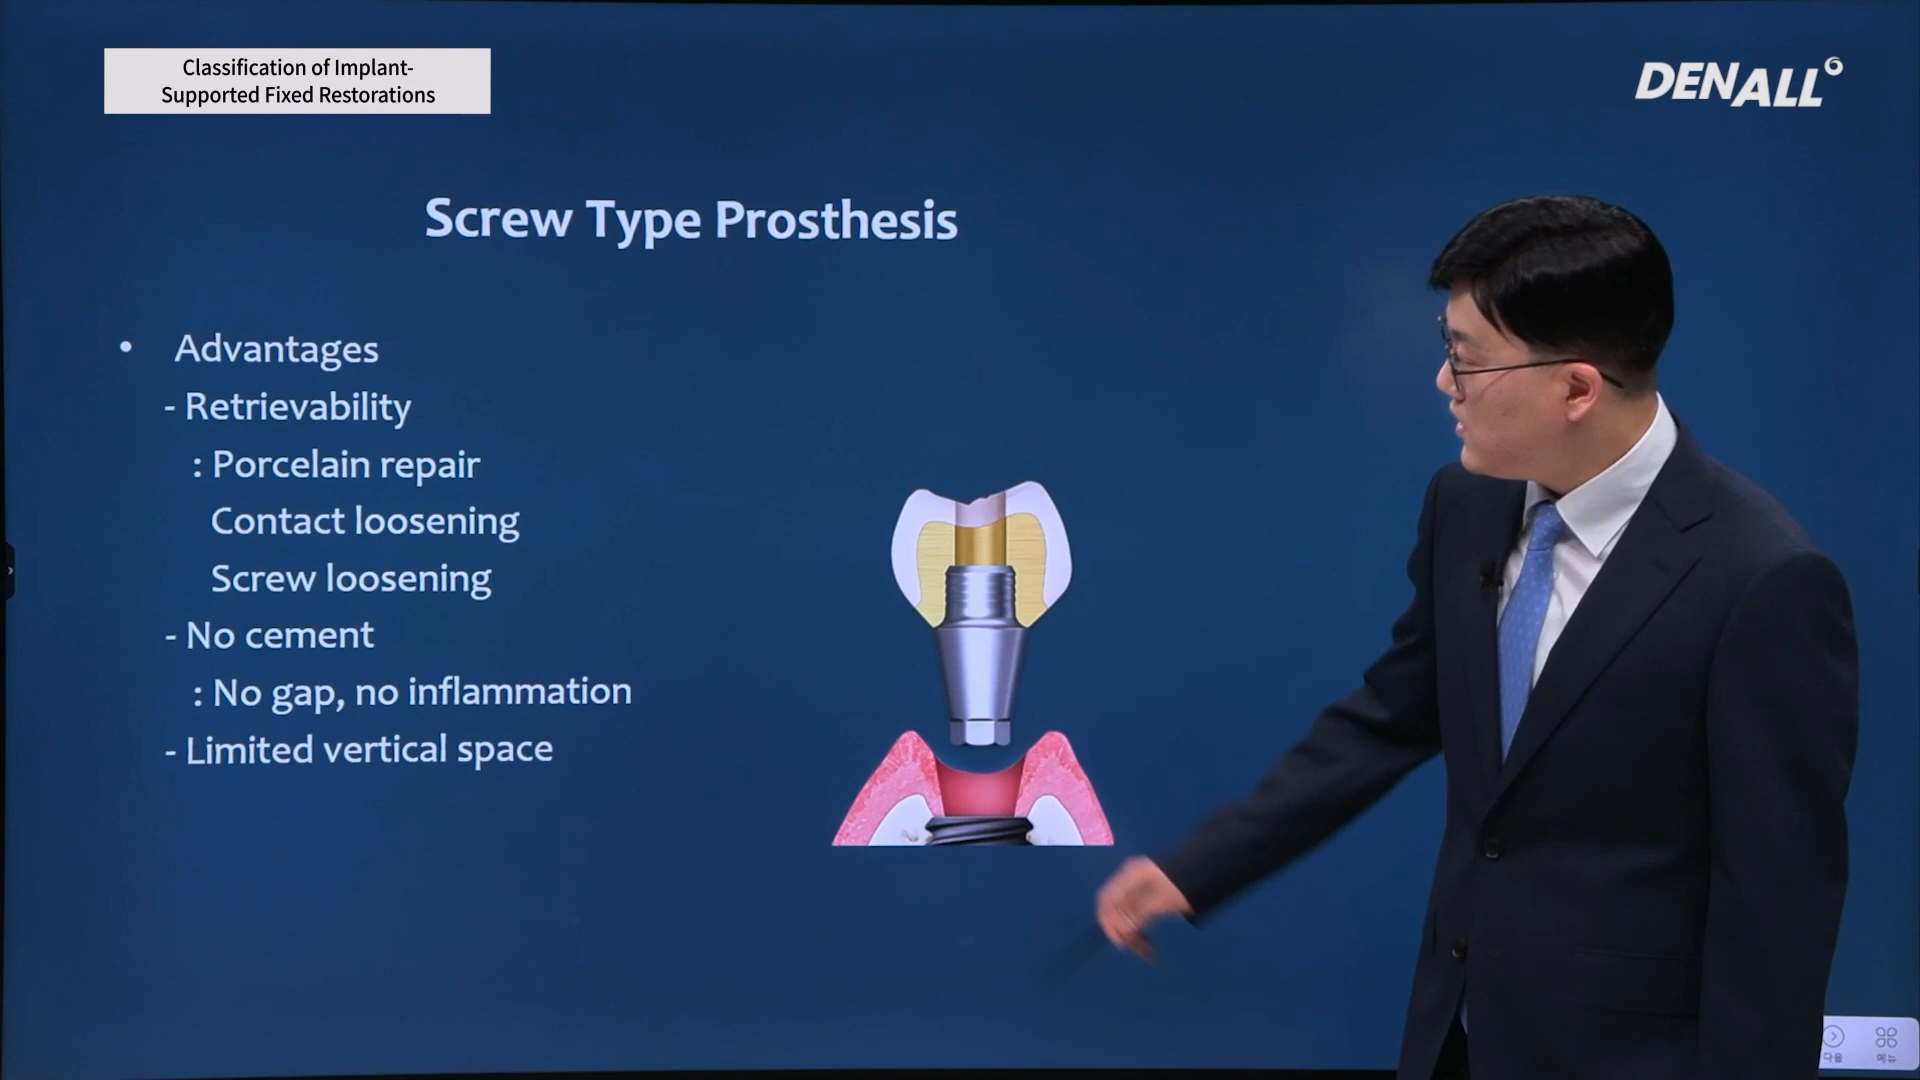 Classification of Implant-
Supported Fixed Restorations
DENALL
Screw Type Prosthesis
• Advantages
- Retrievability
: Porcelain repair
Contact loosening
Screw loosening
- No cement
: No gap, no inflammation
- Limited vertical space
다음
메뉴